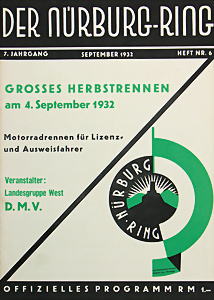 DER NÜRBURG-RING
7. JAHRGANG SEPTEMBER 1932 HEFT NR. 6
GROSSES HERBSTRENNEN
am 4. September 1932
Motorradrennen für Lizenz-
und Ausweisfahrer
Veranstalter:
Landesgruppe West
D.M.V.
NÜRBURG-
RING
OFFIZIELLES PROGRAMM RM 1.—